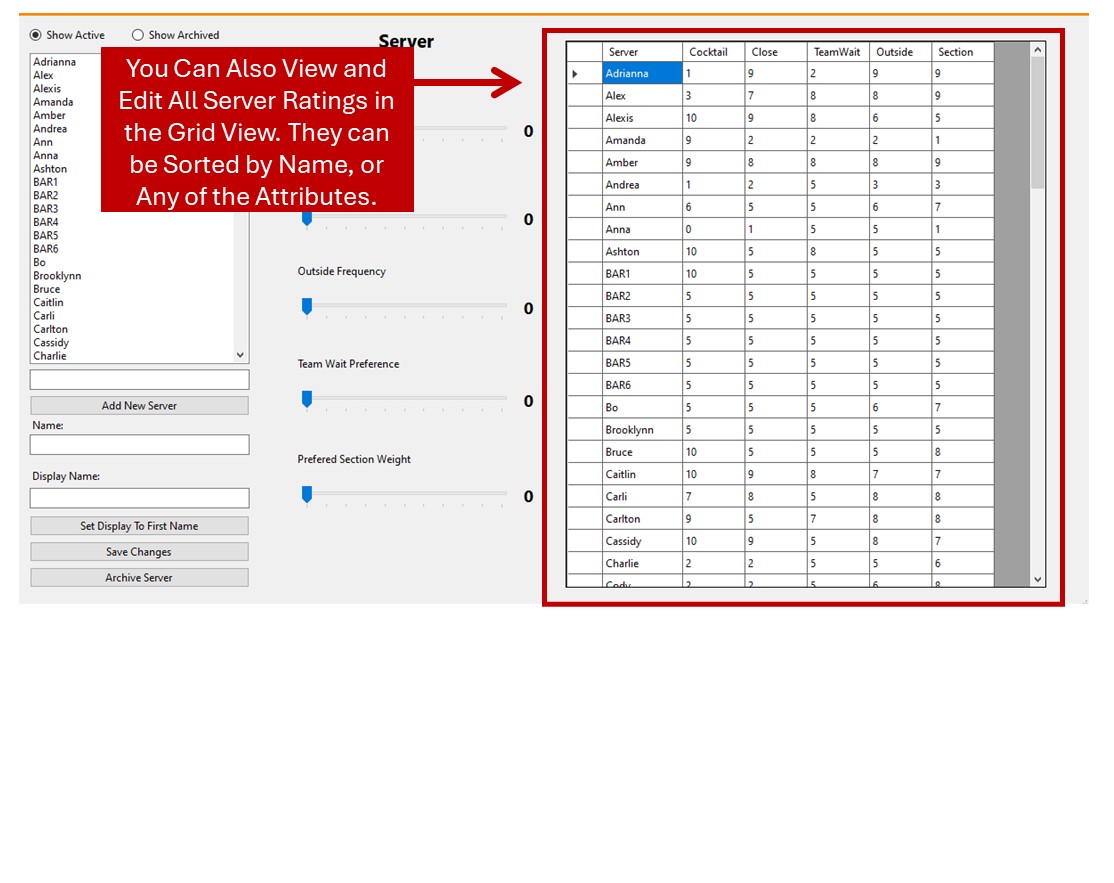 Show Active Show Archived
Server
Adrianna
Alex
Alexis
Amanda
Amber
Andrea
Ann
Anna
Ashton
BAR1
BAR2
BAR3
BAR4
BAR5
BAR6
Bo
Brooklynn
Bruce
Caitlin
Carli
Carlton
Cassidy
Charlie
You Can Also View and
Edit All Server Ratings in
the Grid View. They can
be Sorted by Name, or
Any of the Attributes.
Add New Server
Name:
Display Name:
Set Display To First Name
Save Changes
Archive Server
0
0
Outside Frequency
0
Team Wait Preference
0
Prefered Section Weight
0
Server Cocktail Close TeamWait Outside Section
Adrianna 1 9 2 9 9
Alex 3 7 8 8 9
Alexis 10 9 8 6 5
Amanda 9 2 2 2 1
Amber 9 8 8 8 9
Andrea 1 2 5 3 3
Ann 6 5 5 6 7
Anna 0 1 5 5 1
Ashton 10 5 8 5 5
BAR1 10 5 5 5 5
BAR2 5 5 5 5 5
BAR3 5 5 5 5 5
BAR4 5 5 5 5 5
BAR5 5 5 5 5 5
BAR6 5 5 5 5 5
Bo 5 5 5 6 7
Brooklynn 5 5 5 5 5
Bruce 10 5 5 5 8
Caitlin 10 9 8 7 7
Carli 7 8 5 8 8
Carlton 9 5 7 8 8
Cassidy 10 9 5 8 7
Charlie 2 2 5 5 6
Cody 2 2 5 6 8